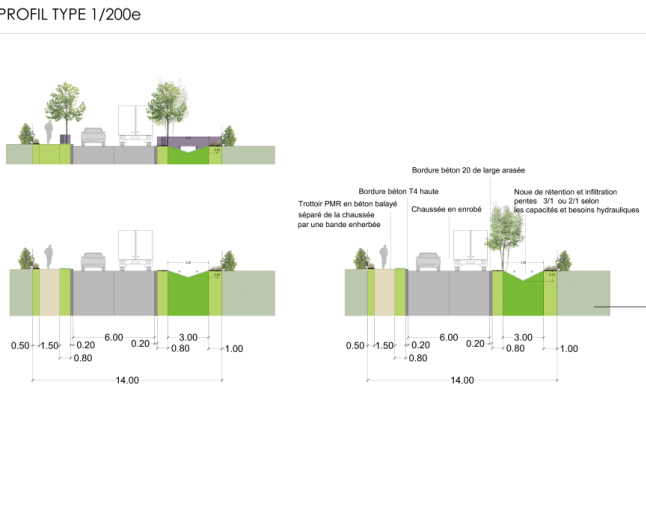 PROFIL TYPE 1/200e
Bordure béton 20 de large arasée
Bordure béton T4 haute
Noue de rétention et infiltration
pentes 3/1 ou 2/1 selon
les capacités et besoins hydrauliques
Trottoir PMR en béton balayé
séparé de la chaussée
par une bande enherbée
Chaussée en enrobé
6.00
3.00
0.50
1.50
0.20
0.20
0.80
1.00
0.80
14.00
6.00
3.00
0.50
1.50
0.20
0.20
0.80
1.00
0.80
14.00